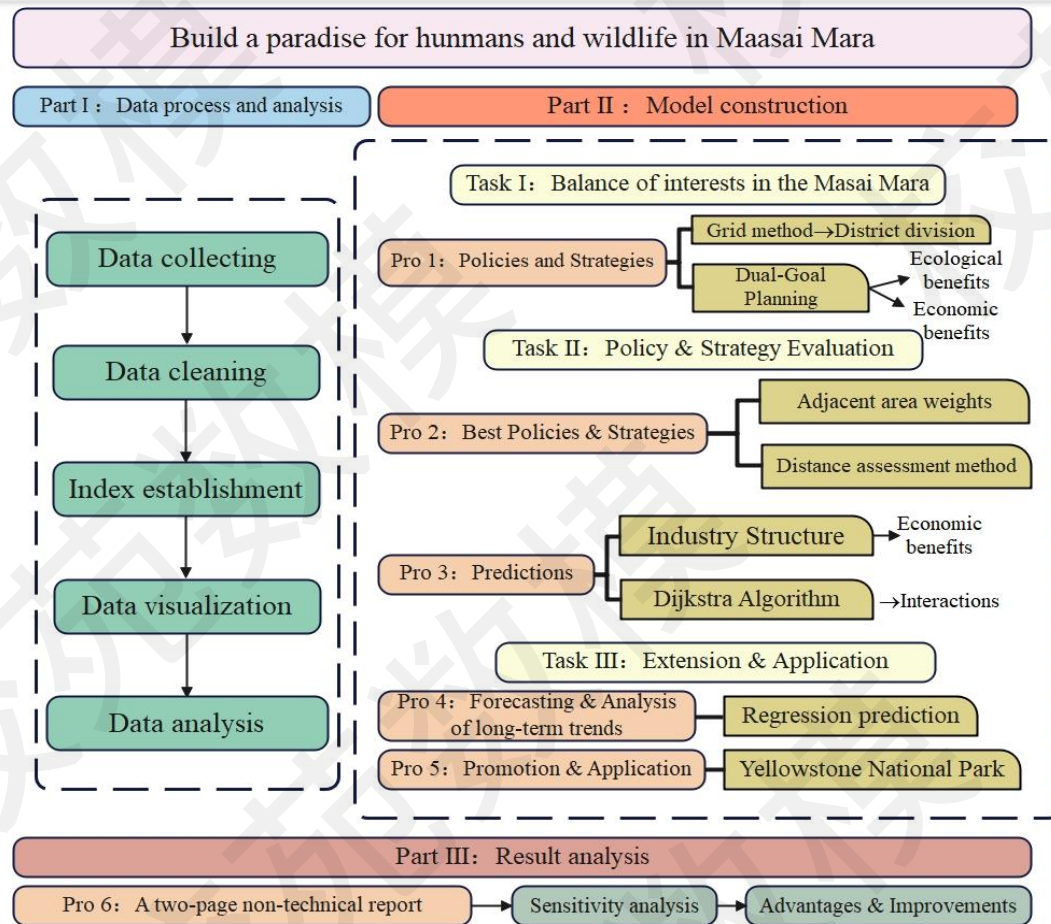 Build a paradise for hunmans and wildlife in Maasai Mara
Part I： Data process and analysis
Part II ： Model construction
Data collecting
Data cleaning
Index establishment
Data visualization
Data analysis
Task I：Balance of interests in the Masai Mara
Pro 1：Policies and Strategies
Grid method→District division
Dual-Goal
Planning
Ecological
benefits
Economic
benefits
Task II：Policy & Strategy Evaluation
Pro 2：Best Policies & Strategies
Adjacent area weights
Distance assessment method
Pro 3：Predictions
Industry Structure
Economic
benefits
Dijkstra Algorithm
→Interactions
Task III：Extension & Application
Pro 4：Forecasting & Analysis
of long-term trends
Regression prediction
Pro 5：Promotion & Application
Yellowstone National Park
Part III：Result analysis
Pro 6：A two-page non-technical report
Sensitivity analysis
Advantages & Improvements